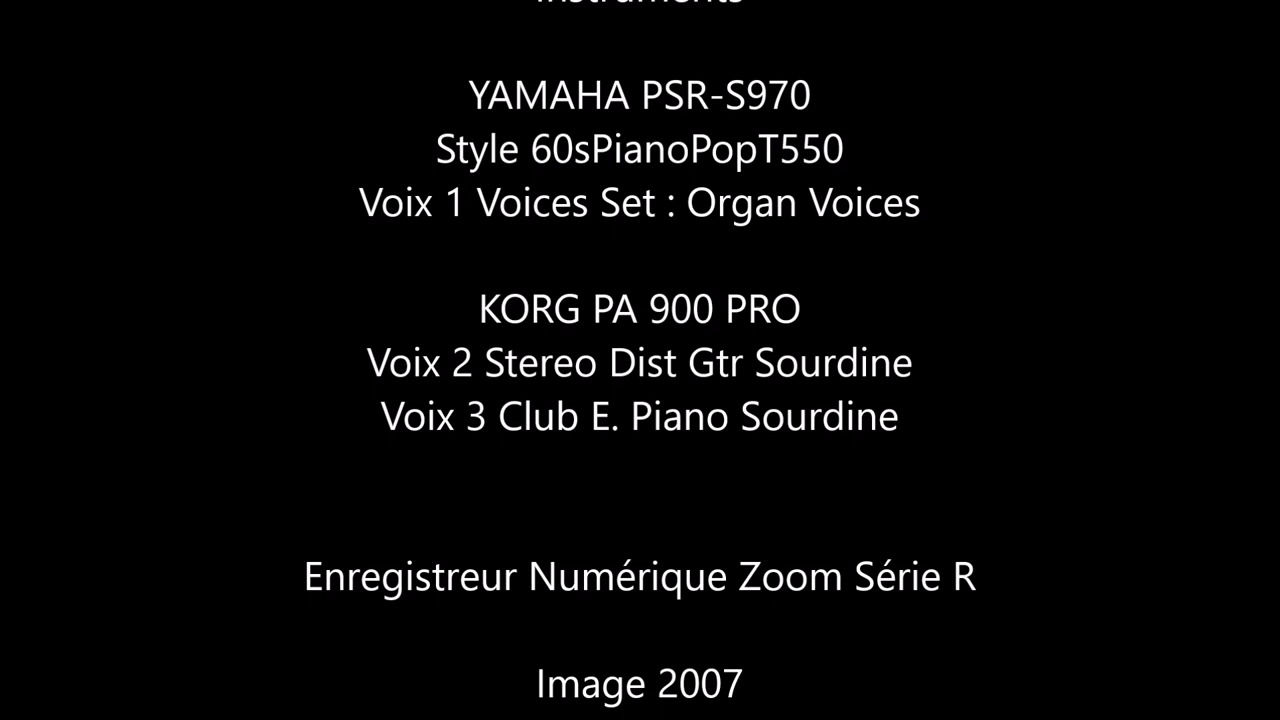 Instruments
YAMAHA PSR-S970
Style 60sPianoPopT550
Voix 1 Voices Set : Organ Voices
KORG PA 900 PRO
Voix 2 Stereo Dist Gtr Sourdine
Voix 3 Club E. Piano Sourdine
Enregistreur Numérique Zoom Série R
Image 2007